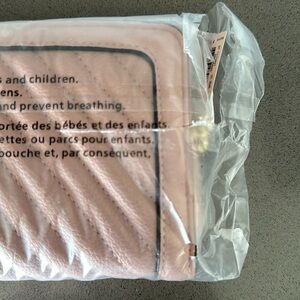 and children.
ens.
and prevent breathing.
ortée des bébés et des enfants.
ettes ou parcs pour enfants.
bouche et, par conséquent,